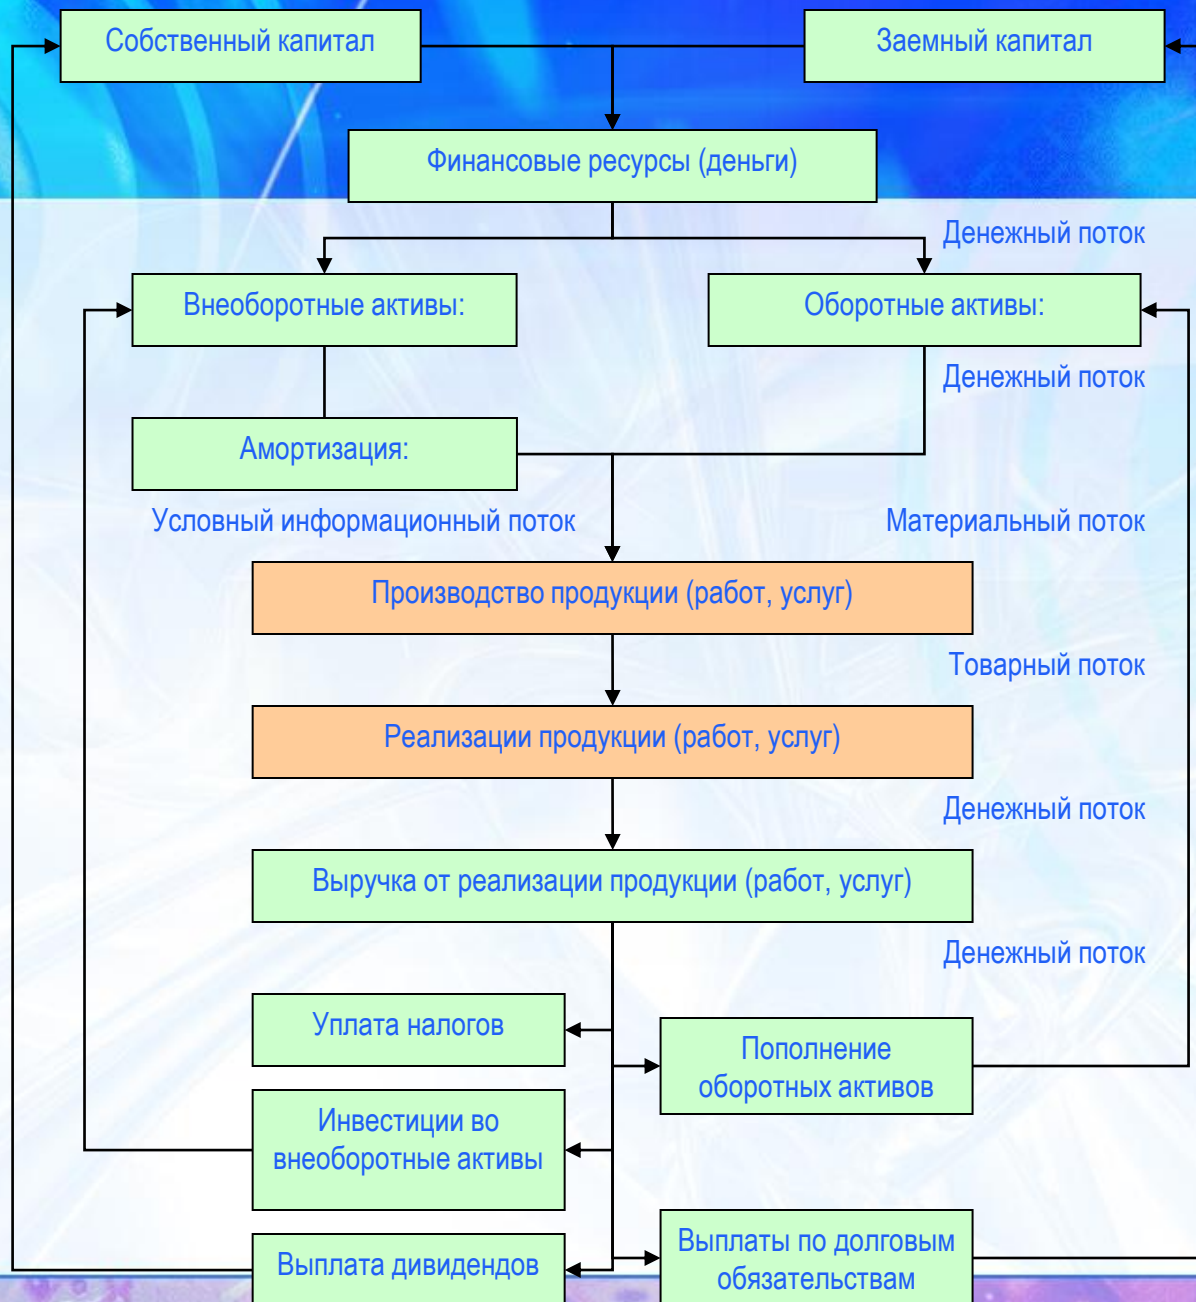 Собственный капитал
Заемный капитал
Финансовые ресурсы (деньги)
Денежный поток
Внеоборотные активы:
Оборотные активы:
Денежный поток
Амортизация:
Условный информационный поток
Материальный поток
Производство продукции (работ, услуг)
Товарный поток
Реализации продукции (работ, услуг)
Денежный поток
Выручка от реализации продукции (работ, услуг)
Денежный поток
Уплата налогов
Пополнение
оборотных активов
Инвестиции во
внеоборотные активы
Выплата дивидендов
Выплаты по долговым
обязательствам